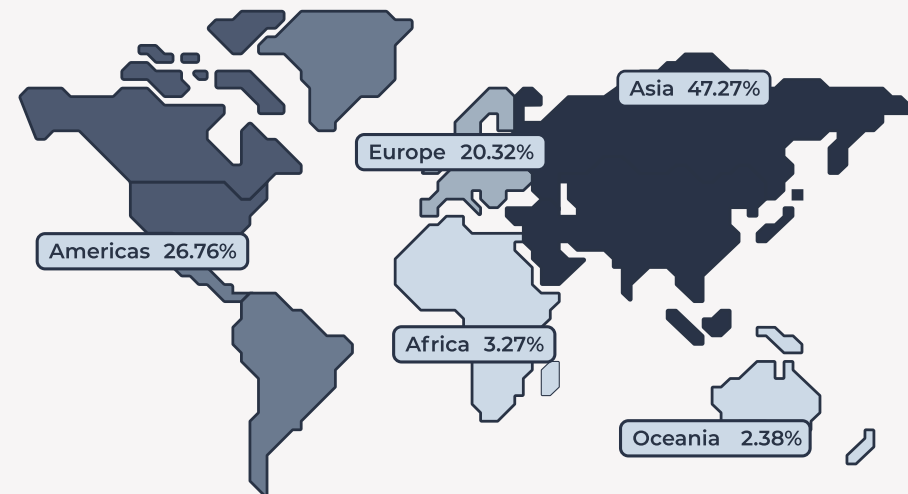 Asia 47.27%
Europe 20.32%
Americas 26.76%
Africa 3.27%
Oceania 2.38%